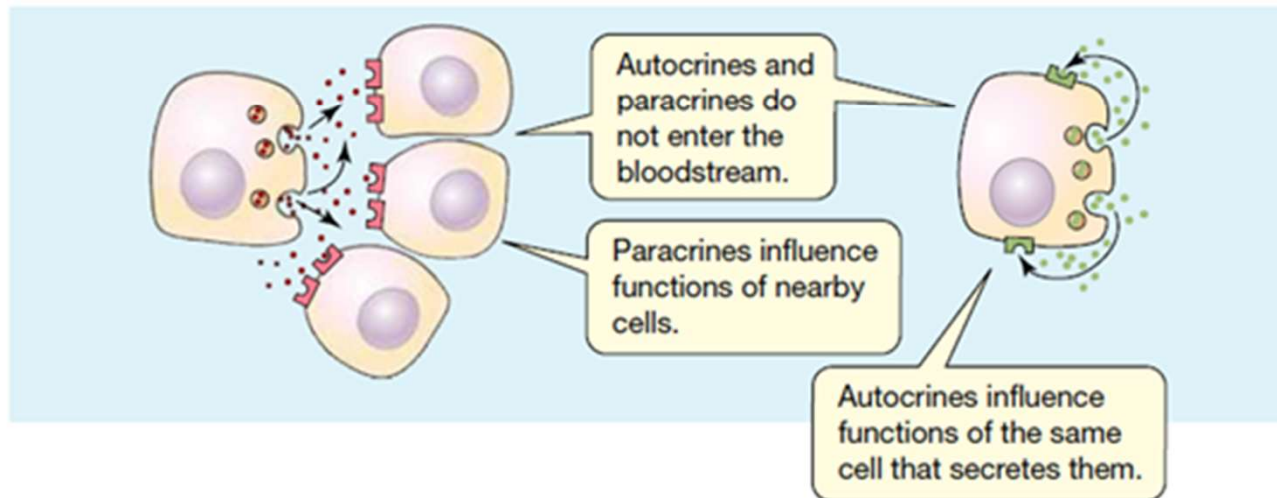 Autocrines and
paracrines do
not enter the
bloodstream.
Paracrines influence
functions of nearby
cells.
Autocrines influence
functions of the same
cell that secretes them.